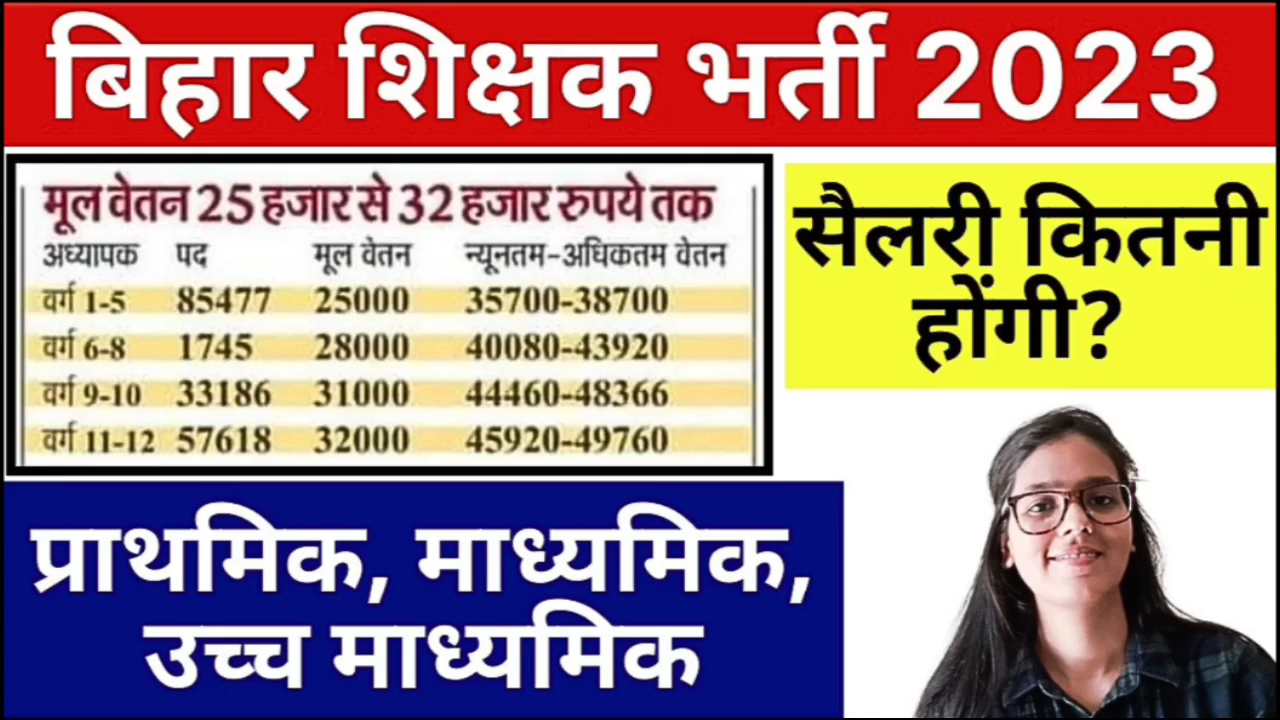 बिहार शिक्षक भर्ती 2023
मूल वेतन 25 हजार से 32 हजार रुपये तक
अध्यापक पद मूल वेतन न्यूनतम-अधिकतम वेतन
वर्ग 1-5 85477 25000 35700-38700
वर्ग 6-8 1745 28000 40080-43920
वर्ग 9-10 33186 31000 44460-48366
वर्ग 11-12 57618 32000 45920-49760
सैलरी कितनी
होंगी?
प्राथमिक, माध्यमिक,
उच्च माध्यमिक